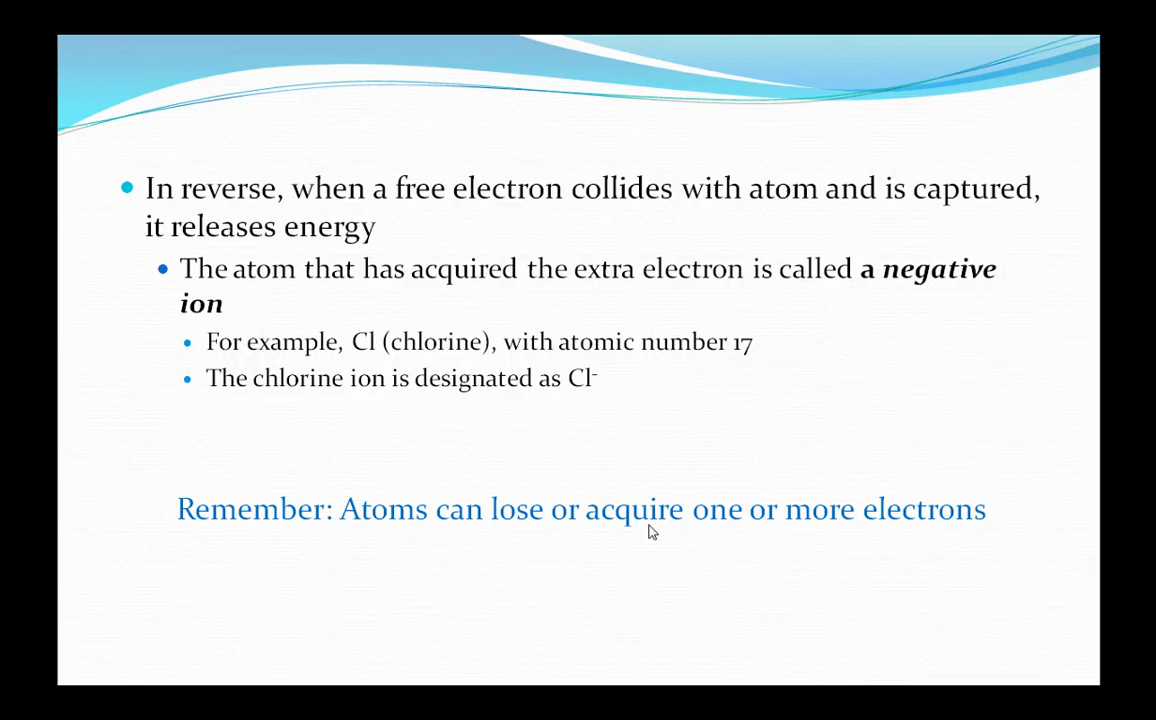 In reverse, when a free electron collides with atom and is captured,
it releases energy
The atom that has acquired the extra electron is called a negative
ion
For example, Cl (chlorine), with atomic number 17
The chlorine ion is designated as Cl⁻
Remember: Atoms can lose or acquire one or more electrons